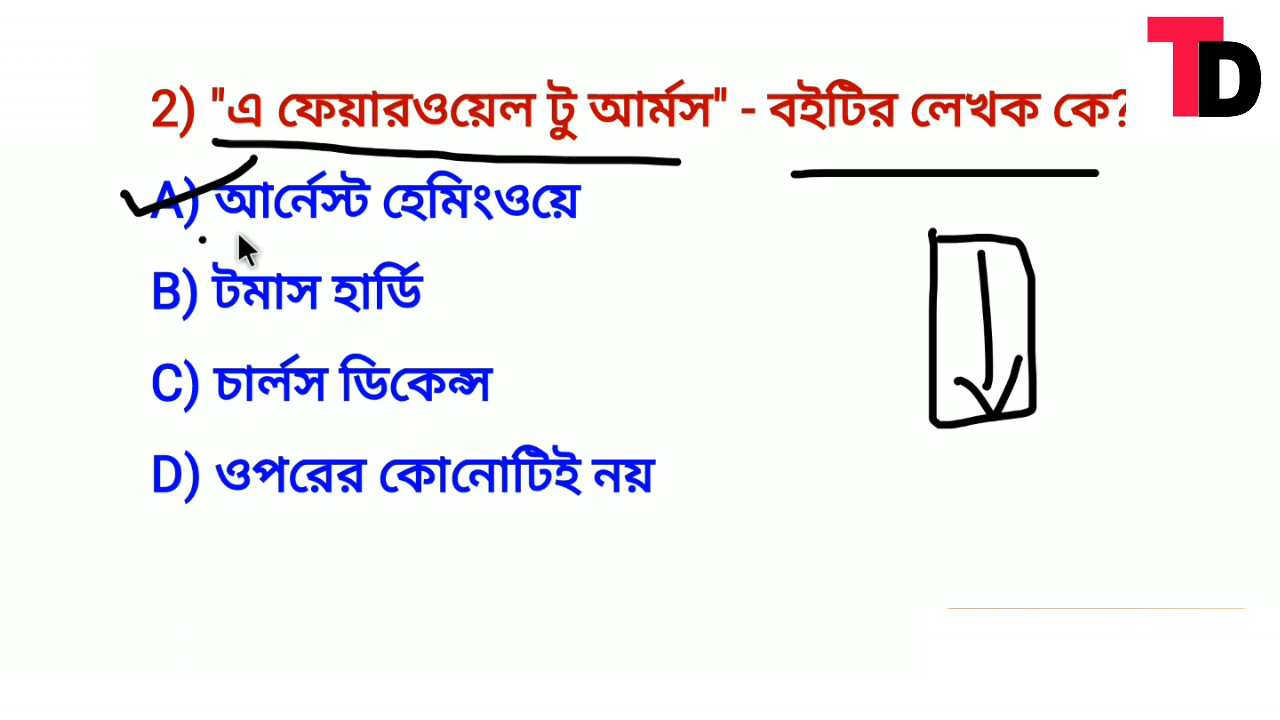 TD
2) "এ ফেয়ারওয়েল টু আর্মস" - বইটির লেখক কে?
A) আর্নেস্ট হেমিংওয়ে
B) টমাস হার্ডি
C) চার্লস ডিকেন্স
D) ওপরের কোনোটিই নয়